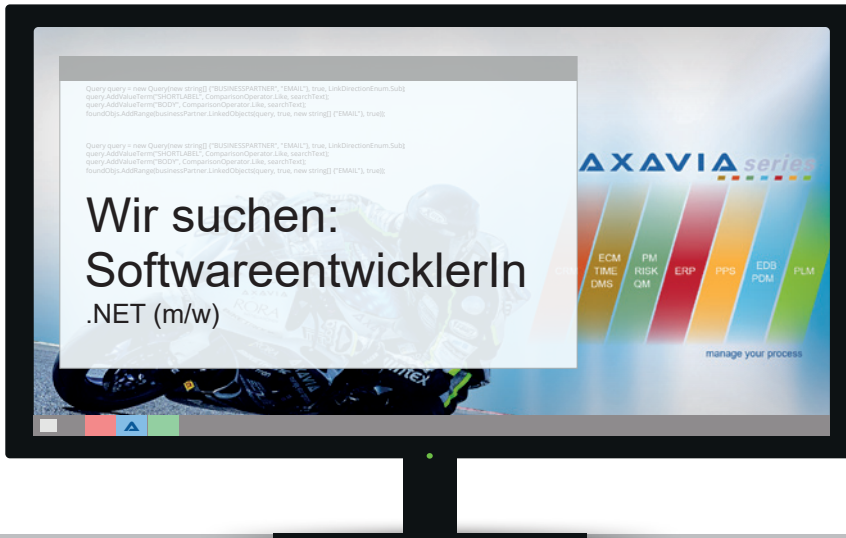 Query query = new Query(new string[] {"BUSINESSPARTNER", "EMAIL"}, true, LinkDirectionEnum.Sub)
query.AddValueTerm("SHORTLABEL", ComparisonOperator.Like, searchText);
query.AddValueTerm("BODY", ComparisonOperator.Like, searchText);
foundObjs.AddRange(businessPartner.LinkedObjects(query, true, new string[] {"EMAIL"}, true));
Query query = new Query(new string[] {"BUSINESSPARTNER", "EMAIL"}, true, LinkDirectionEnum.Sub)
query.AddValueTerm("SHORTLABEL", ComparisonOperator.Like, searchText);
query.AddValueTerm("BODY", ComparisonOperator.Like, searchText);
foundObjs.AddRange(businessPartner.LinkedObjects(query, true, new string[] {"EMAIL"}, true));
Wir suchen:
SoftwareentwicklerIn
.NET (m/w)
AXAVIA series
ECM
TIME
DMS
PM
RISK
QM
ERP
PPS
EDB
PDM
PLM
manage your process